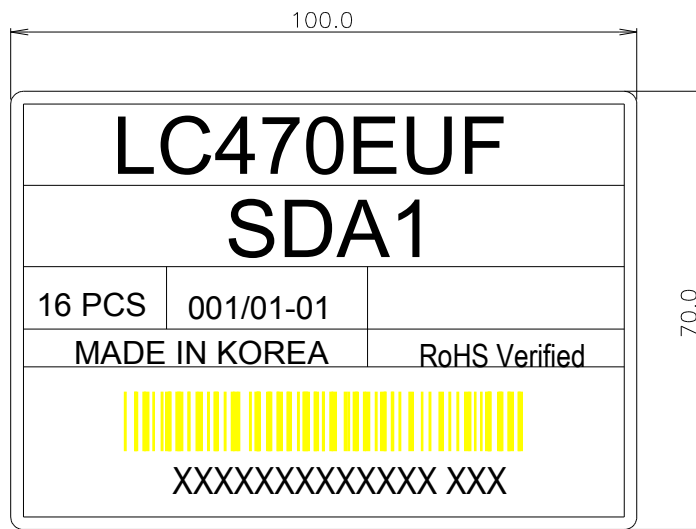 100.0
LC470EUF
SDA1
70.0
16 PCS 001/01-01
MADE IN KOREA RoHS Verified
XXXXXXXXXXXXX XXX